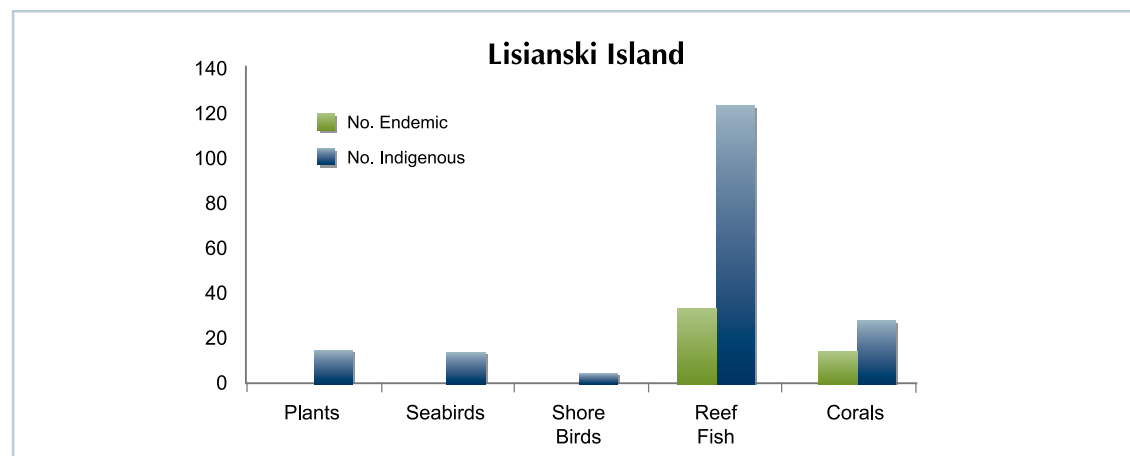 Lisianski Island
140
120
100
80
60
40
20
0
No. Endemic
No. Indigenous
Plants
Seabirds
Shore
Birds
Reef
Fish
Corals